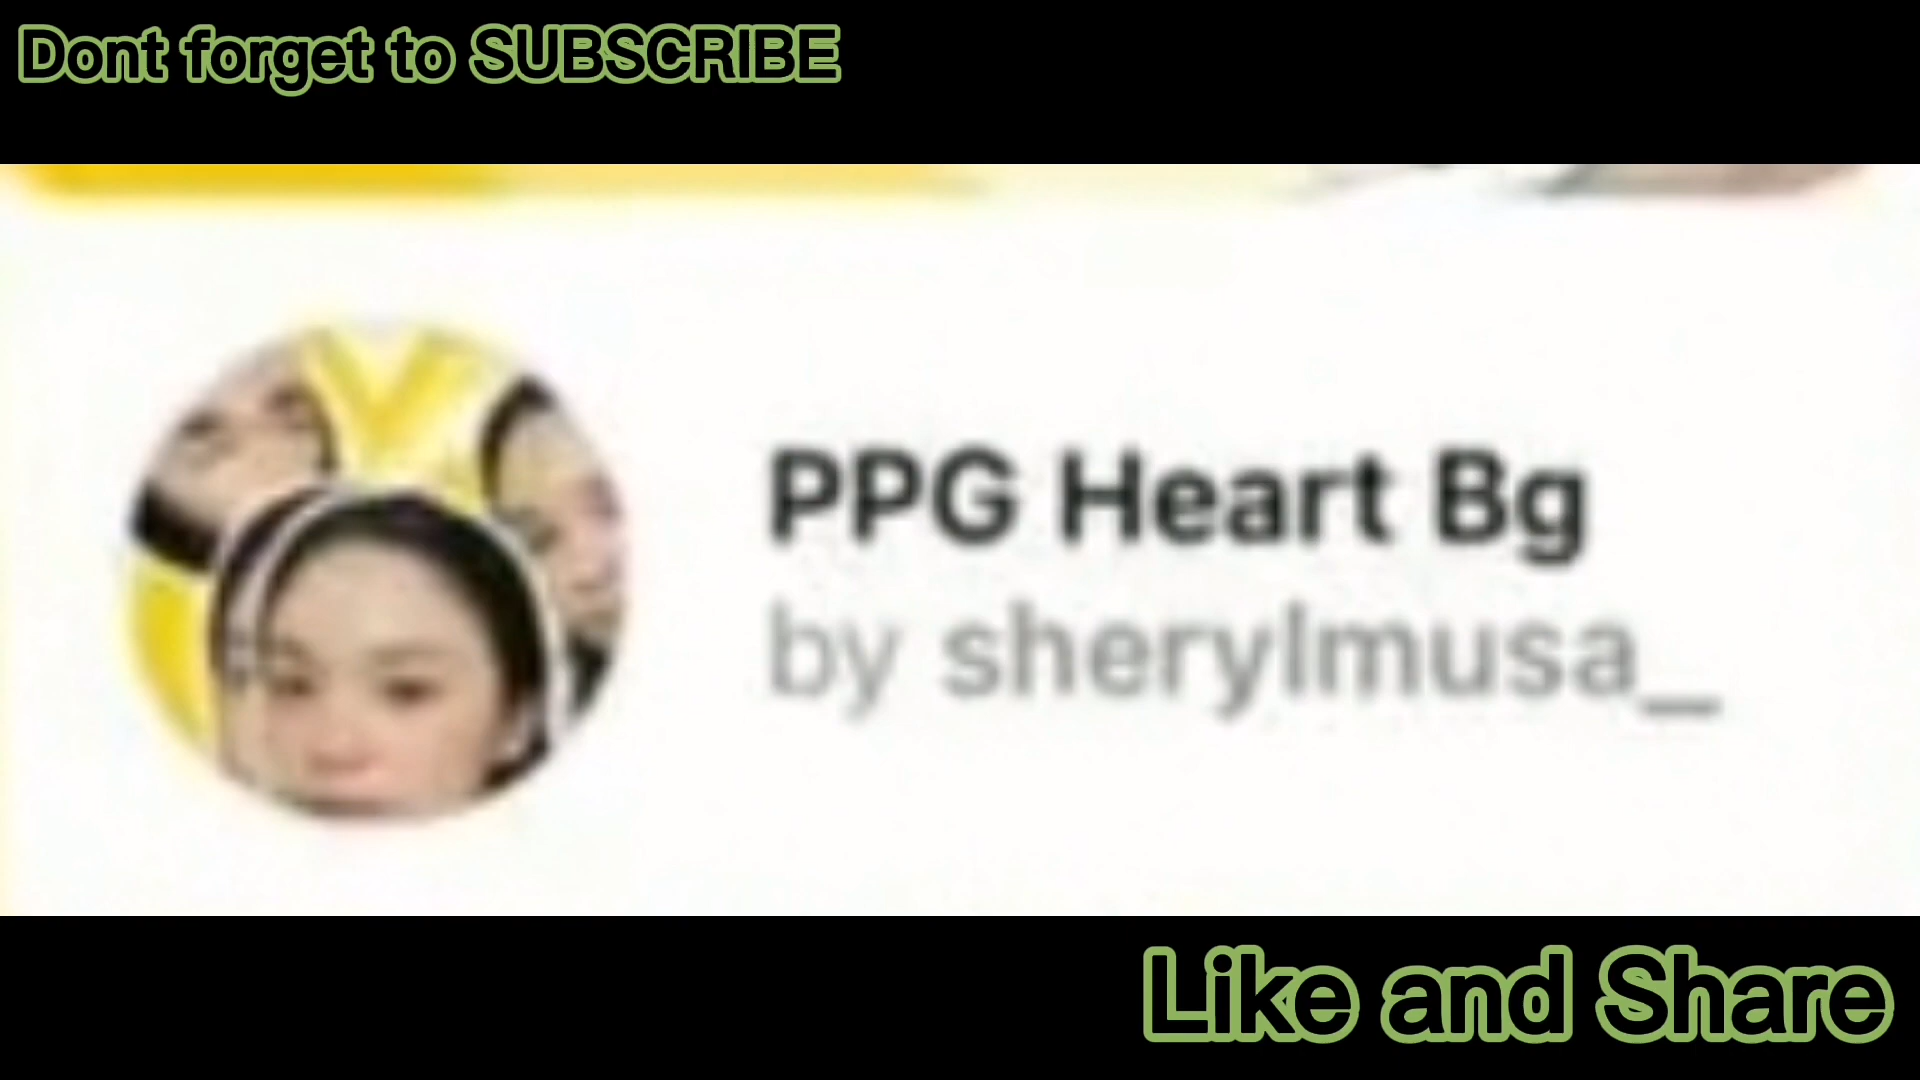 Dont forget to SUBSCRIBE
PPG Heart Bg
by sherylmusa_
Like and Share